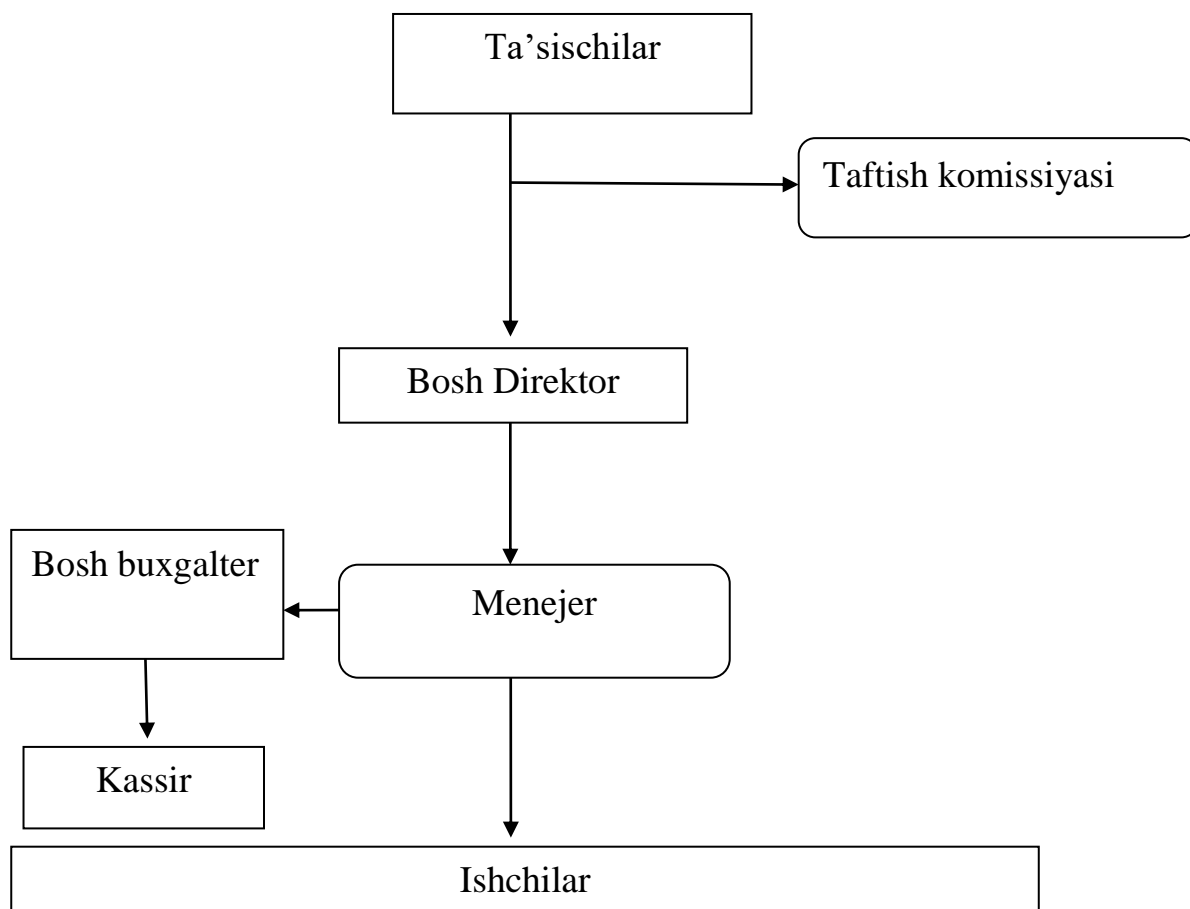 Ta’sischilar
Taftish komissiyasi
Bosh Direktor
Bosh buxgalter
Menejer
Kassir
Ishchilar